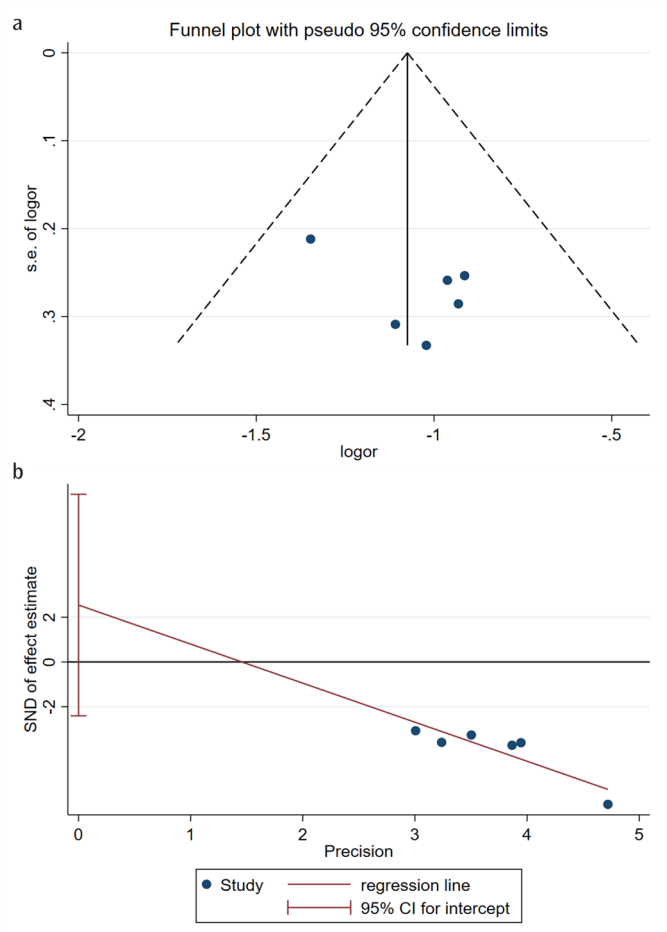 a
Funnel plot with pseudo 95% confidence limits
s.e. of logor
0
.1
.2
.3
.4
-2
-1.5
-1
-.5
logor
b
SND of effect estimate
2
0
-2
0
1
2
3
4
5
Precision
Study
regression line
95% CI for intercept